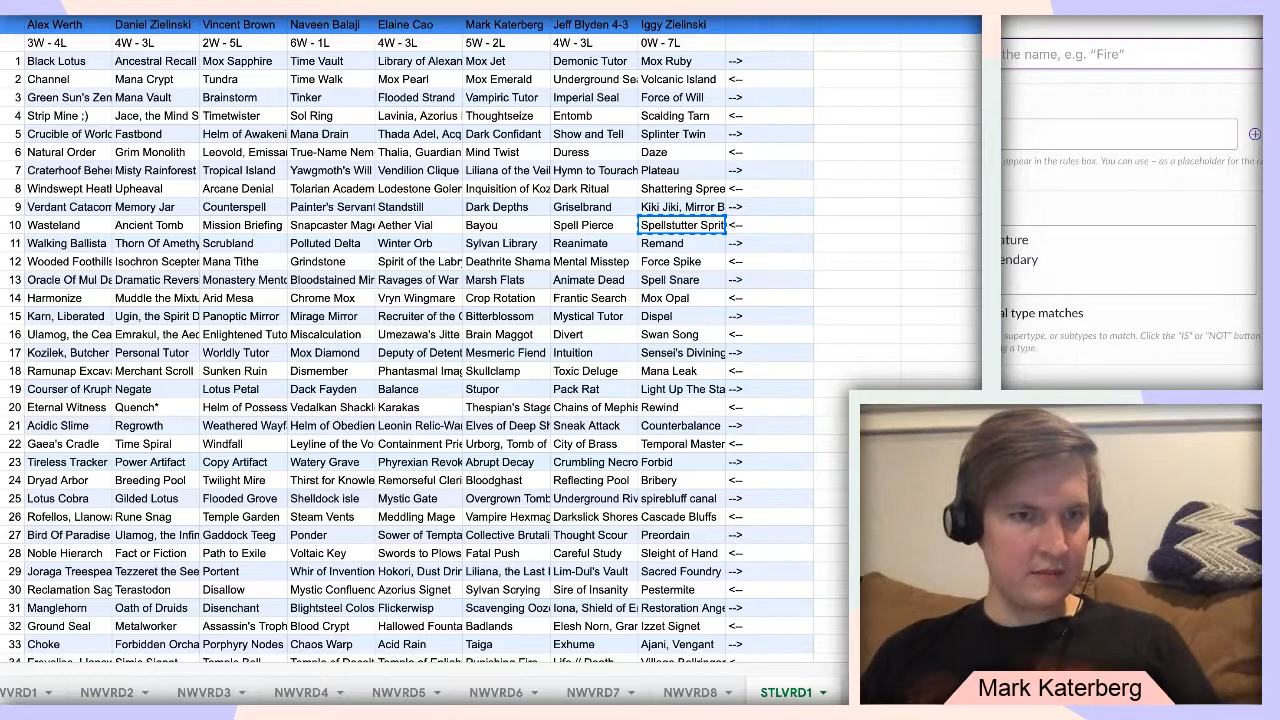 Alex Werth Daniel Zielinski Vincent Brown Naveen Balaji Elaine Cao Mark Katerberg Jeff Blyden 4-3 Iggy Zielinski
3W - 4L 4W - 3L 2W - 5L 6W - 1L 4W - 3L 5W - 2L 4W - 3L 0W - 7L
1 Black Lotus Ancestral Recall Mox Sapphire Time Vault Library of Alexan Mox Jet Demonic Tutor Mox Ruby -->
2 Channel Mana Crypt Tundra Time Walk Mox Pearl Mox Emerald Underground Sea Volcanic Island <--
3 Green Sun's Zen Mana Vault Brainstorm Tinker Flooded Strand Vampiric Tutor Imperial Seal Force of Will -->
4 Strip Mine ;) Jace, the Mind S Timetwister Sol Ring Lavinia, Azorius Thoughtseize Entomb Scalding Tarn <--
5 Crucible of World Fastbond Helm of Awakeni Mana Drain Thada Adel, Acq Dark Confidant Show and Tell Splinter Twin -->
6 Natural Order Grim Monolith Leovold, Emissa True-Name Nem Thalia, Guardian Mind Twist Duress Daze <--
7 Craterhoof Behe Misty Rainforest Tropical Island Yawgmoth's Will Vendilion Clique Liliana of the Veil Hymn to Tourach Plateau -->
8 Windswept Heath Upheaval Arcane Denial Tolarian Academ Lodestone Golem Inquisition of Koz Dark Ritual Shattering Spree <--
9 Verdant Catacom Memory Jar Counterspell Painter's Servant Standstill Dark Depths Griselbrand Kiki Jiki, Mirror B -->
10 Wasteland Ancient Tomb Mission Briefing Snapcaster Mage Aether Vial Bayou Spell Pierce Spellstutter Sprit <--
11 Walking Ballista Thorn Of Amethy Scrubland Polluted Delta Winter Orb Sylvan Library Reanimate Remand -->
12 Wooded Foothills Isochron Scepter Mana Tithe Grindstone Spirit of the Laby Deathrite Shama Mental Misstep Force Spike <--
13 Oracle Of Mul Da Dramatic Revers Monastery Mento Bloodstained Mir Ravages of War Marsh Flats Animate Dead Spell Snare -->
14 Harmonize Muddle the Mixtu Arid Mesa Chrome Mox Vryn Wingmare Crop Rotation Frantic Search Mox Opal <--
15 Karn, Liberated Ugin, the Spirit D Panoptic Mirror Mirage Mirror Recruiter of the Bitterblossom Mystical Tutor Dispel -->
16 Ulamog, the Cea Emrakul, the Aeo Enlightened Tuto Miscalculation Umezawa's Jitte Brain Maggot Divert Swan Song <--
17 Kozilek, Butcher Personal Tutor Worldly Tutor Mox Diamond Deputy of Detent Mesmeric Fiend Intuition Sensei's Divining -->
18 Ramunap Excav Merchant Scroll Sunken Ruin Dismember Phantasmal Imag Skullclamp Toxic Deluge Mana Leak <--
19 Courser of Kruph Negate Lotus Petal Dack Fayden Balance Stupor Pack Rat Light Up The Sta -->
20 Eternal Witness Quench* Helm of Possess Vedalkan Shackl Karakas Thespian's Stage Chains of Mephis Rewind <--
21 Acidic Slime Regrowth Weathered Wayf Helm of Obedien Leonin Relic-War Elves of Deep Sh Sneak Attack Counterbalance -->
22 Gaea's Cradle Time Spiral Windfall Leyline of the Vo Containment Prie Urborg, Tomb of City of Brass Temporal Master <--
23 Tireless Tracker Power Artifact Copy Artifact Watery Grave Phyrexian Revok Abrupt Decay Crumbling Necro Forbid -->
24 Dryad Arbor Breeding Pool Twilight Mire Thirst for Knowle Remorseful Cleri Bloodghast Reflecting Pool Bribery <--
25 Lotus Cobra Gilded Lotus Flooded Grove Shelldock isle Mystic Gate Overgrown Tomb Underground Riv spirebluff canal -->
26 Rofellos, Llanow Rune Snag Temple Garden Steam Vents Meddling Mage Vampire Hexmag Darkslick Shores Cascade Bluffs <--
27 Bird Of Paradise Ulamog, the Infin Gaddock Teeg Ponder Sower of Tempta Collective Brutali Thought Scour Preordain -->
28 Noble Hierarch Fact or Fiction Path to Exile Voltaic Key Swords to Plows Fatal Push Careful Study Sleight of Hand <--
29 Joraga Treespea Tezzeret the See Portent Whir of Invention Hokori, Dust Drin Liliana, the Last Lim-Dul's Vault Sacred Foundry -->
30 Reclamation Sag Terastodon Disallow Mystic Confluenc Azorius Signet Sylvan Scrying Sire of Insanity Pestermite <--
31 Manglehorn Oath of Druids Disenchant Blightsteel Colos Flickerwisp Scavenging Ooze Iona, Shield of E Restoration Ange -->
32 Ground Seal Metalworker Assassin's Troph Blood Crypt Hallowed Founta Badlands Elesh Norn, Gran Izzet Signet <--
33 Choke Forbidden Orcha Porphyry Nodes Chaos Warp Acid Rain Taiga Exhume Ajani, Vengant -->
NWVRD2 NWVRD3 NWVRD4 NWVRD5 NWVRD6 NWVRD7 NWVRD8 STLVRD1
the name, e.g. "Fire"
appear in the rules box. You can use ~ as a placeholder for the
ature
endary
al type matches
supertype, or subtypes to match. Click the "IS" or "NOT" button
ng a type.
Mark Katerberg